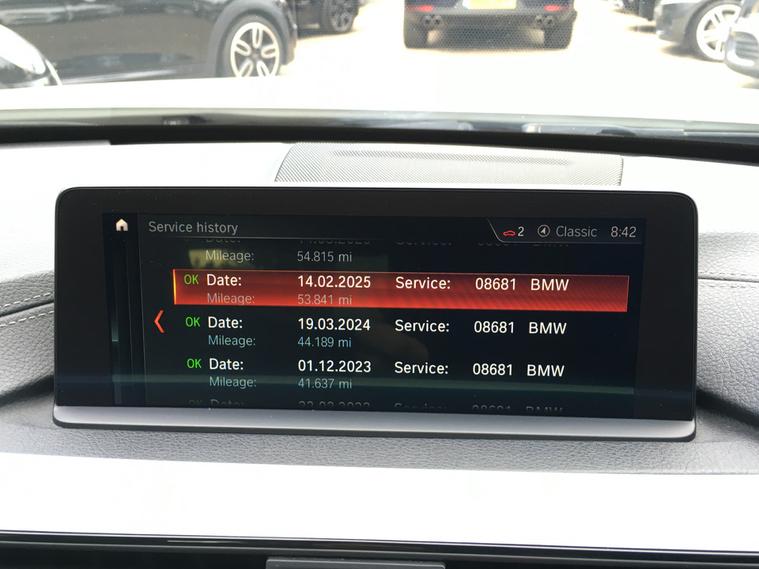 Service history
2
Classic
8:42
Mileage: 54.815 mi
OK Date: 14.02.2025 Service: 08681 BMW
Mileage: 53.841 mi
OK Date: 19.03.2024 Service: 08681 BMW
Mileage: 44.189 mi
OK Date: 01.12.2023 Service: 08681 BMW
Mileage: 41.637 mi